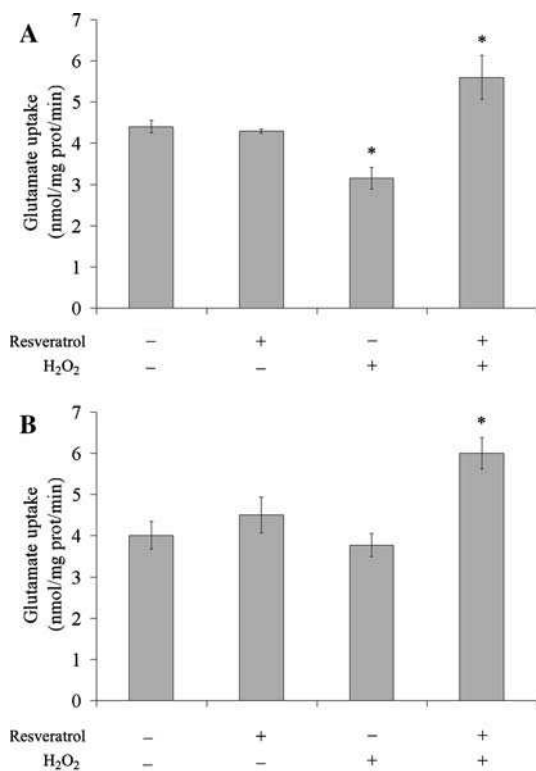 A
Glutamate uptake
(nmol/mg prot/min)
7
6
5
4
3
2
1
0
*
*
Resveratrol – + – +
H₂O₂ – – + +
B
Glutamate uptake
(nmol/mg prot/min)
7
6
5
4
3
2
1
0
*
Resveratrol – + – +
H₂O₂ – – + +